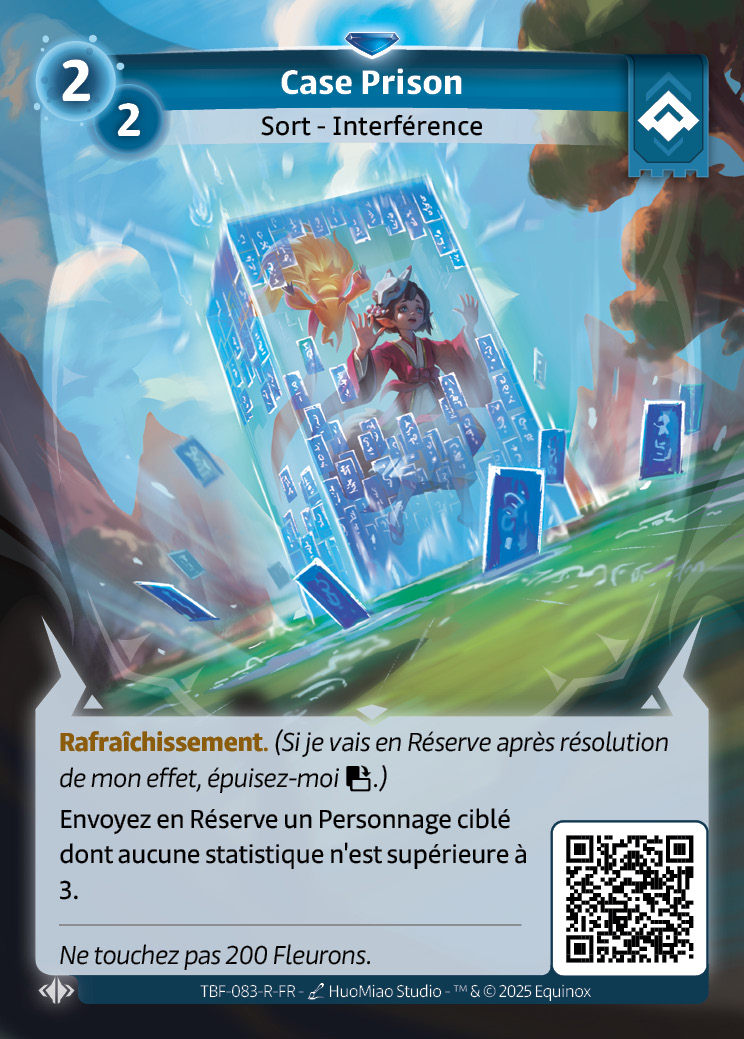 2
Case Prison
2
Sort - Interférence
Rafraîchissement. (Si je vais en Réserve après résolution
de mon effet, épuisez-moi .)
Envoyez en Réserve un Personnage ciblé
dont aucune statistique n'est supérieure à
3.
Ne touchez pas 200 Fleurons.
TBF-083-R-FR - HuoMiao Studio - ™ & © 2025 Equinox